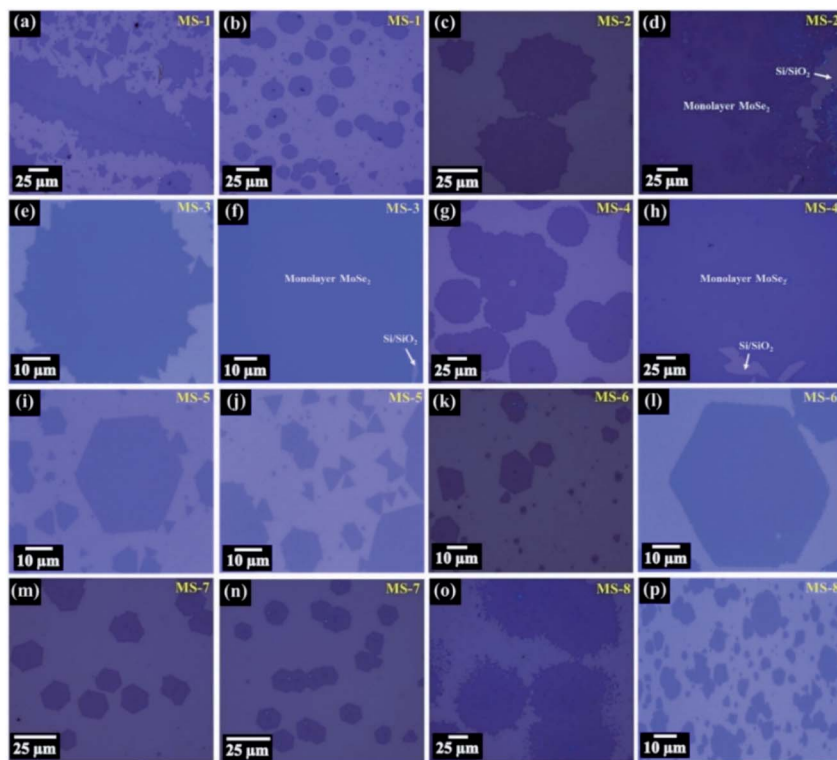 (a) MS-1
25 µm
(b) MS-1
25 µm
(c) MS-2
25 µm
(d) MS-2
Si/SiO₂
Monolayer MoSe₂
25 µm
(e) MS-3
10 µm
(f) MS-3
Monolayer MoSe₂
Si/SiO₂
10 µm
(g) MS-4
25 µm
(h) MS-4
Monolayer MoSe₂
Si/SiO₂
25 µm
(i) MS-5
10 µm
(j) MS-5
10 µm
(k) MS-6
10 µm
(l) MS-6
10 µm
(m) MS-7
25 µm
(n) MS-7
25 µm
(o) MS-8
25 µm
(p) MS-8
10 µm